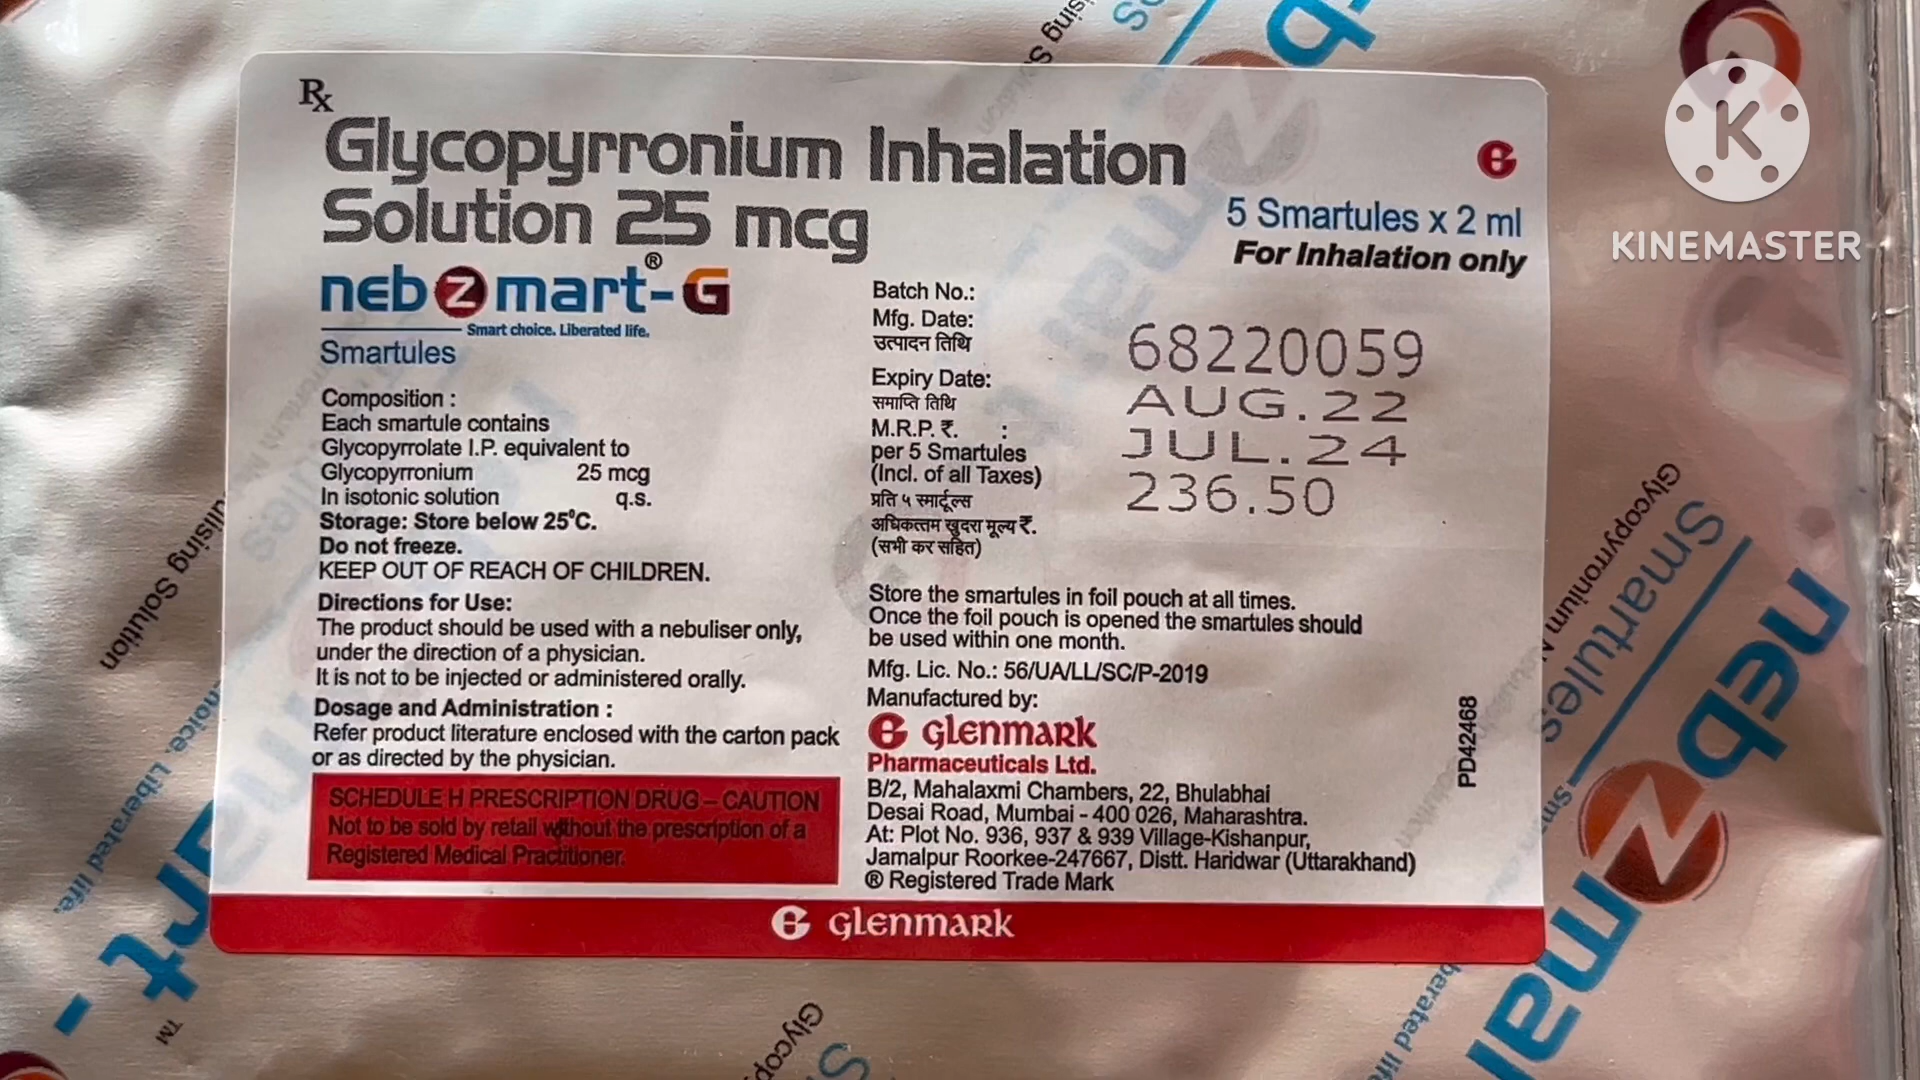 Rx
Glycopyrronium Inhalation
Solution 25 mcg
nebzmart®-G
Smart choice. Liberated life.
Smartules
Composition :
Each smartule contains
Glycopyrrolate I.P. equivalent to
Glycopyrronium 25 mcg
In isotonic solution q.s.
Storage: Store below 25°C.
Do not freeze.
KEEP OUT OF REACH OF CHILDREN.
Directions for Use:
The product should be used with a nebuliser only,
under the direction of a physician.
It is not to be injected or administered orally.
Dosage and Administration :
Refer product literature enclosed with the carton pack
or as directed by the physician.
SCHEDULE H PRESCRIPTION DRUG – CAUTION
Not to be sold by retail without the prescription of a
Registered Medical Practitioner.
5 Smartules x 2 ml
For Inhalation only
Batch No.:
Mfg. Date:
उत्पादन तिथि
Expiry Date:
समाप्ति तिथि
M.R.P. ₹. :
per 5 Smartules
(Incl. of all Taxes)
प्रति ५ स्मार्टूल्स
अधिकत्तम खुदरा मूल्य ₹.
(सभी कर सहित)
68220059
AUG.22
JUL.24
236.50
Store the smartules in foil pouch at all times.
Once the foil pouch is opened the smartules should
be used within one month.
Mfg. Lic. No.: 56/UA/LL/SC/P-2019
Manufactured by:
Glenmark
Pharmaceuticals Ltd.
B/2, Mahalaxmi Chambers, 22, Bhulabhai
Desai Road, Mumbai - 400 026, Maharashtra.
At: Plot No. 936, 937 & 939 Village-Kishanpur,
Jamalpur Roorkee-247667, Distt. Haridwar (Uttarakhand)
® Registered Trade Mark
PD42468
Glenmark
KINEMASTER
Glycopyrronium
Smartules
nebzmart
Solution
Liberated life.
art-
TM